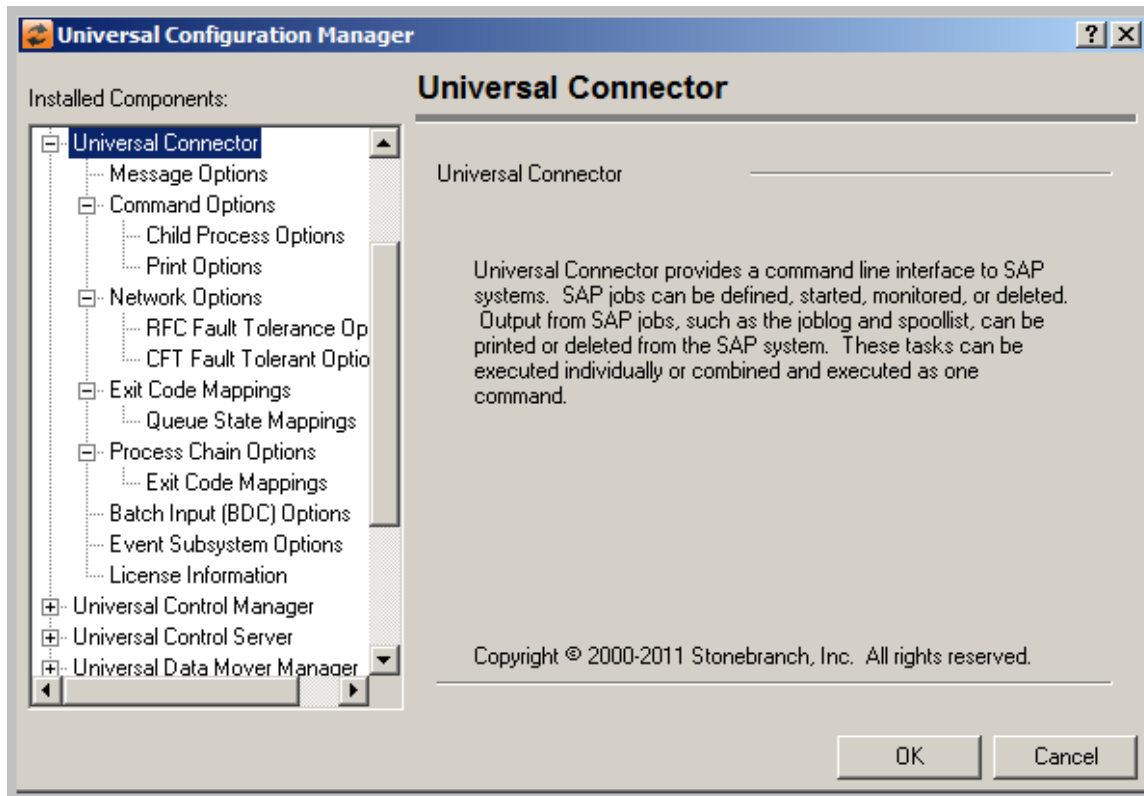 Universal Configuration Manager
Installed Components:
Universal Connector
Message Options
Command Options
Child Process Options
Print Options
Network Options
RFC Fault Tolerance Op
CFT Fault Tolerant Optio
Exit Code Mappings
Queue State Mappings
Process Chain Options
Exit Code Mappings
Batch Input (BDC) Options
Event Subsystem Options
License Information
Universal Control Manager
Universal Control Server
Universal Data Mover Manager
Universal Connector
Universal Connector
Universal Connector provides a command line interface to SAP
systems.  SAP jobs can be defined, started, monitored, or deleted.
Output from SAP jobs, such as the joblog and spoollist, can be
printed or deleted from the SAP system.  These tasks can be
executed individually or combined and executed as one
command.
Copyright © 2000-2011 Stonebranch, Inc.  All rights reserved.
OK
Cancel